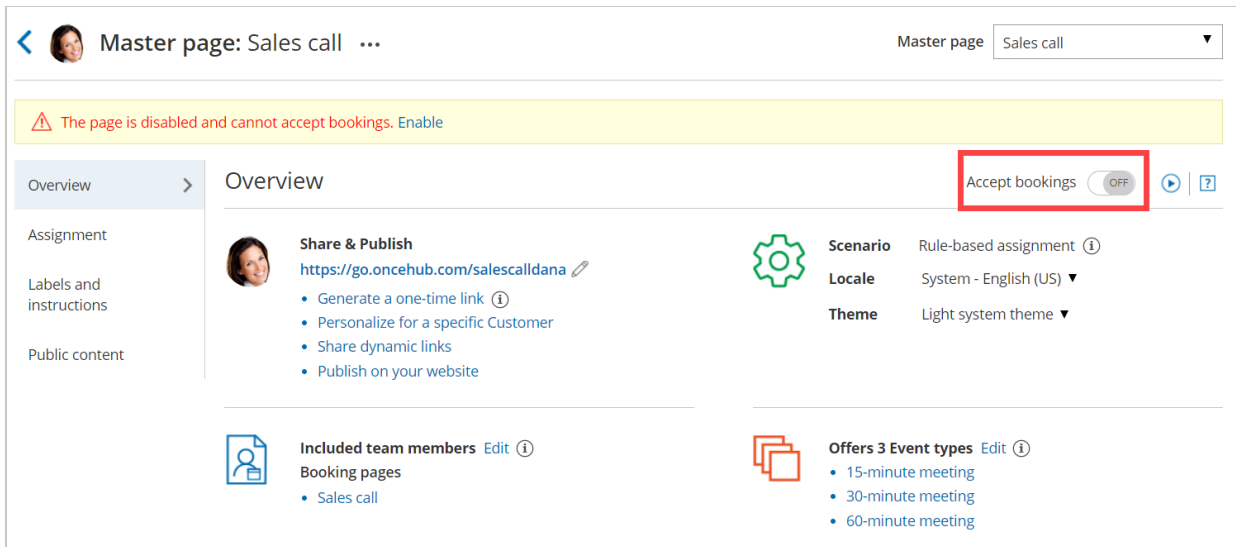 Master page: Sales call ...
Master page Sales call ▼
The page is disabled and cannot accept bookings. Enable
Overview
Assignment
Labels and
instructions
Public content
Overview
Accept bookings OFF
?
Share & Publish
https://go.oncehub.com/salescalldana
• Generate a one-time link i
• Personalize for a specific Customer
• Share dynamic links
• Publish on your website
Scenario Rule-based assignment i
Locale System - English (US) ▼
Theme Light system theme ▼
Included team members Edit i
Booking pages
• Sales call
Offers 3 Event types Edit i
• 15-minute meeting
• 30-minute meeting
• 60-minute meeting